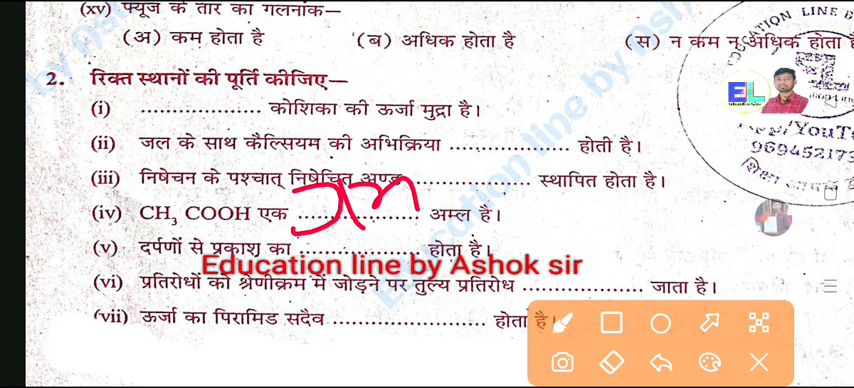 (xv) फ्यूज के तार का गलनांक—
(अ) कम होता है (ब) अधिक होता है (स) न कम न अधिक होता है
2. रिक्त स्थानों की पूर्ति कीजिए—
(i) .................. कोशिका की ऊर्जा मुद्रा है।
(ii) जल के साथ कैल्सियम की अभिक्रिया .................. होती है।
(iii) निषेचन के पश्चात् निषेचित अण्ड .................. स्थापित होता है।
(iv) CH₃ COOH एक .................. अम्ल है।
(v) दर्पणों से प्रकाश का .................. होता है।
Education line by Ashok sir
(vi) प्रतिरोधों को श्रेणीक्रम में जोड़ने पर तुल्य प्रतिरोध .................. जाता है।
(vii) ऊर्जा का पिरामिड सदैव ...................... होता है।
EL
YouTu
969452173